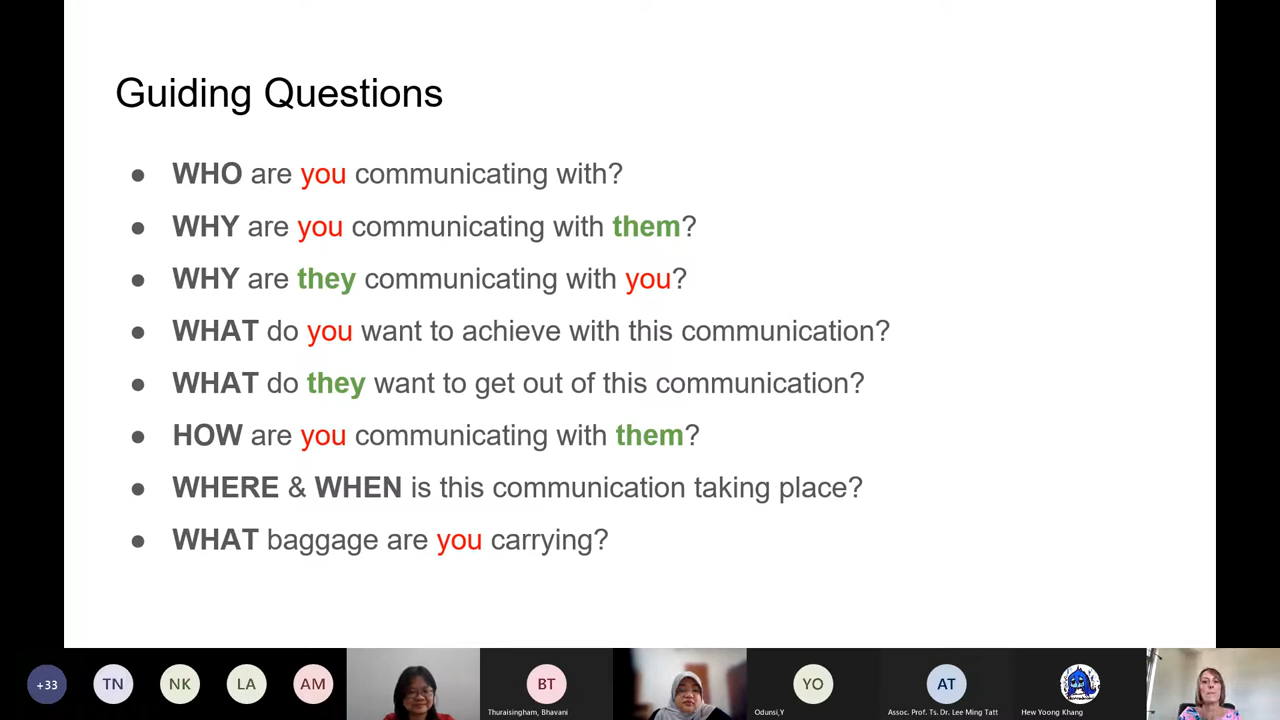 Guiding Questions
● WHO are you communicating with?
● WHY are you communicating with them?
● WHY are they communicating with you?
● WHAT do you want to achieve with this communication?
● WHAT do they want to get out of this communication?
● HOW are you communicating with them?
● WHERE & WHEN is this communication taking place?
● WHAT baggage are you carrying?
+33
TN
NK
LA
AM
BT
Thuraisingham, Bhavani
YO
Odunsi,Y
AT
Assoc. Prof. Ts. Dr. Lee Ming Tatt
Hew Yoong Khang